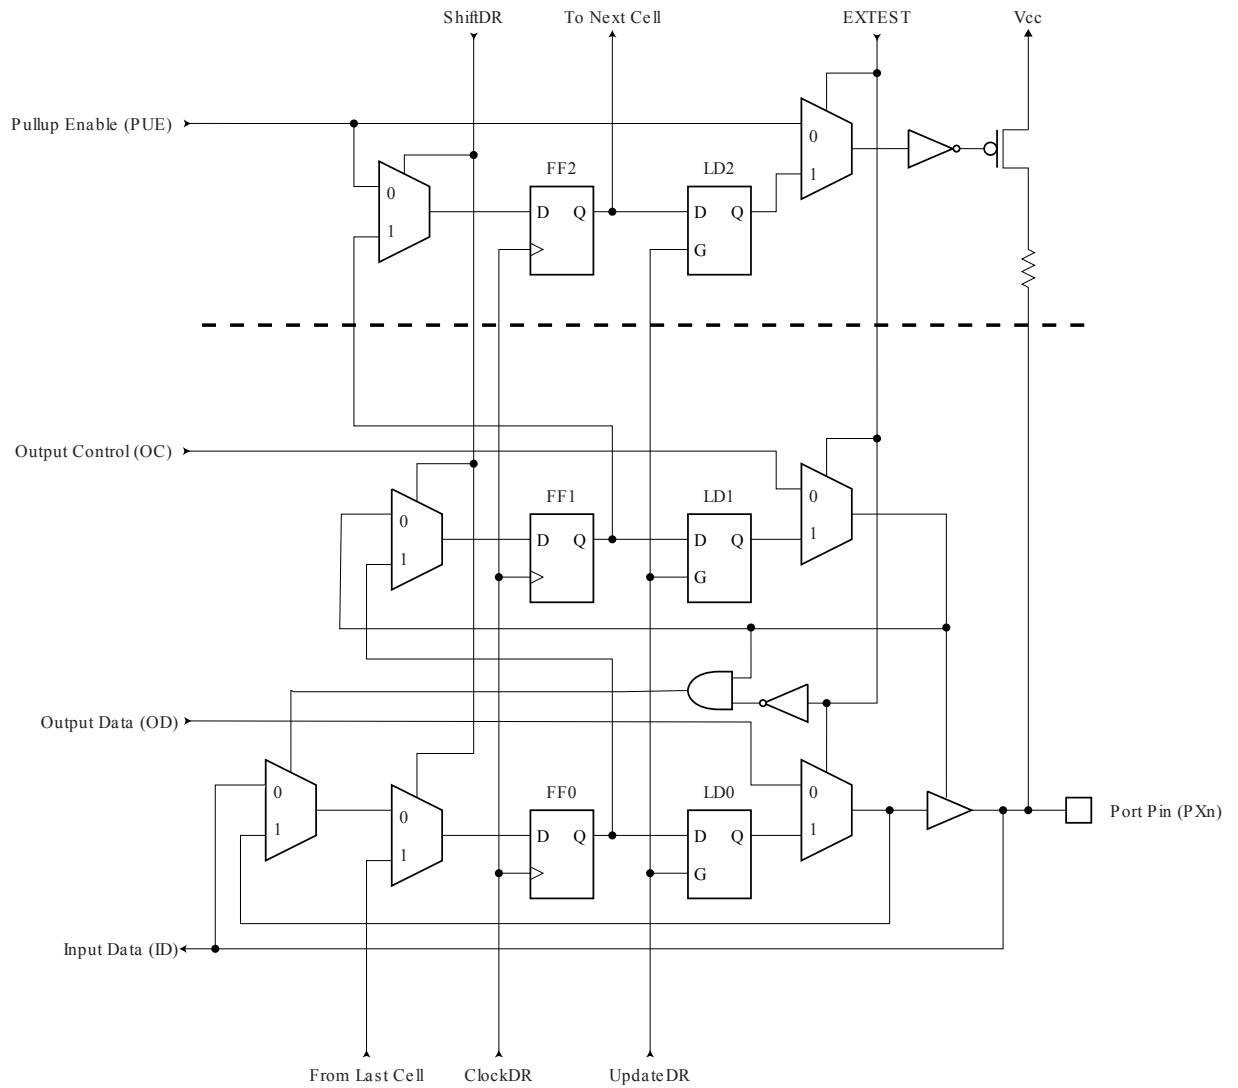 ShiftDR To Next Cell EXTEST Vcc
Pullup Enable (PUE)
0
1
FF2
D Q
LD2
D Q
G
0
1
Output Control (OC)
0
1
FF1
D Q
LD1
D Q
G
0
1
Output Data (OD)
0
1
0
1
FF0
D Q
LD0
D Q
G
0
1
Port Pin (PXn)
Input Data (ID)
From Last Cell ClockDR UpdateDR